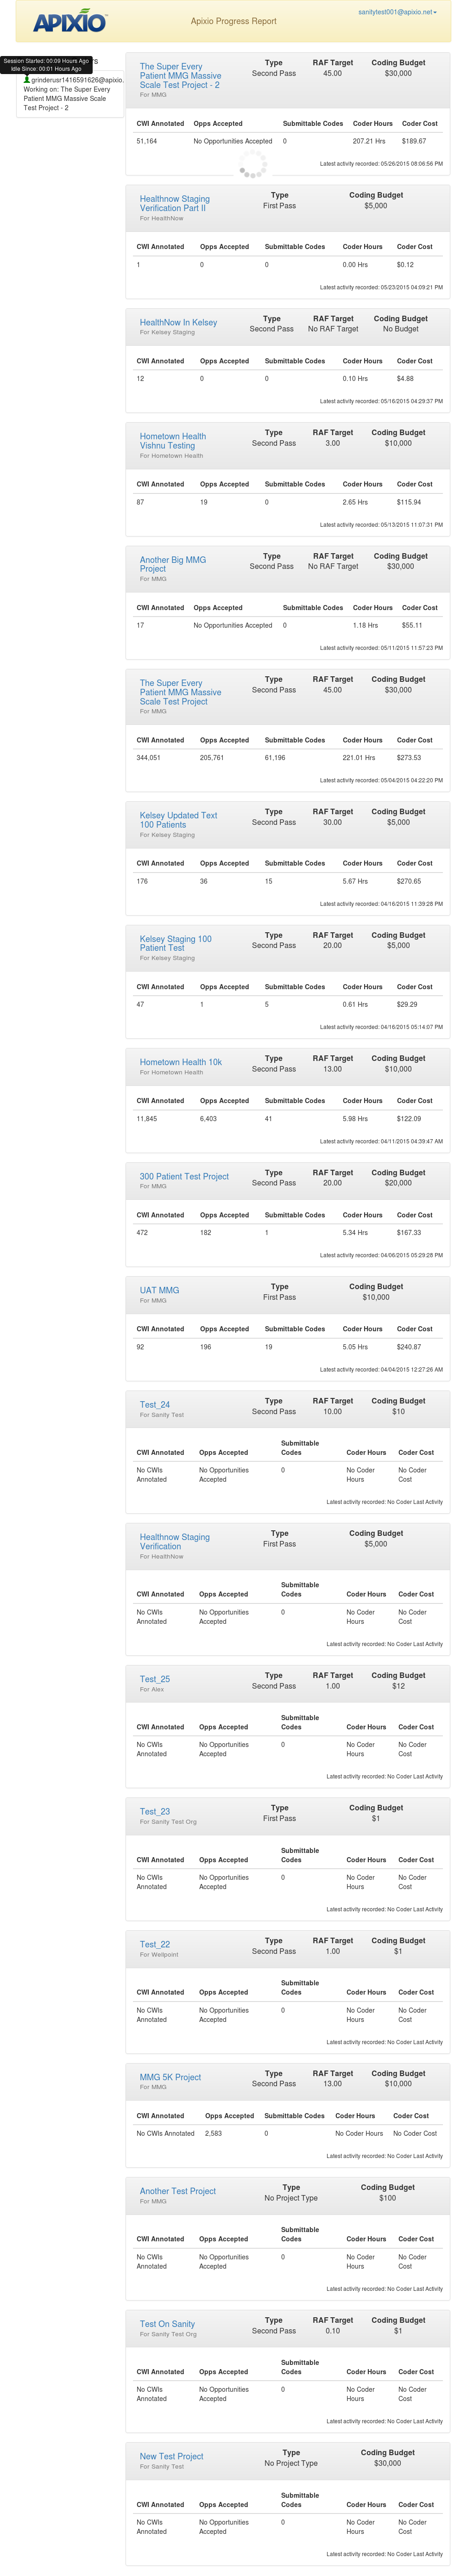 APIXIO
Apixio Progress Report
sanitytest001@apixio.net
Session Started: 00:09 Hours Ago
Idle Since: 00:01 Hours Ago
grinderusr1416591626@apixio.
Working on: The Super Every
Patient MMG Massive Scale
Test Project - 2
The Super Every
Patient MMG Massive
Scale Test Project - 2
For MMG
Type RAF Target Coding Budget
Second Pass 45.00 $30,000
CWI Annotated Opps Accepted Submittable Codes Coder Hours Coder Cost
51,164 No Opportunities Accepted 0 207.21 Hrs $189.67
Latest activity recorded: 05/26/2015 08:06:56 PM
Healthnow Staging
Verification Part II
For HealthNow
Type Coding Budget
First Pass $5,000
CWI Annotated Opps Accepted Submittable Codes Coder Hours Coder Cost
1 0 0 0.00 Hrs $0.12
Latest activity recorded: 05/23/2015 04:09:21 PM
HealthNow In Kelsey
For Kelsey Staging
Type RAF Target Coding Budget
Second Pass No RAF Target No Budget
CWI Annotated Opps Accepted Submittable Codes Coder Hours Coder Cost
12 0 0 0.10 Hrs $4.88
Latest activity recorded: 05/16/2015 04:29:37 PM
Hometown Health
Vishnu Testing
For Hometown Health
Type RAF Target Coding Budget
Second Pass 3.00 $10,000
CWI Annotated Opps Accepted Submittable Codes Coder Hours Coder Cost
87 19 0 2.65 Hrs $115.94
Latest activity recorded: 05/13/2015 11:07:31 PM
Another Big MMG
Project
For MMG
Type RAF Target Coding Budget
Second Pass No RAF Target $30,000
CWI Annotated Opps Accepted Submittable Codes Coder Hours Coder Cost
17 No Opportunities Accepted 0 1.18 Hrs $55.11
Latest activity recorded: 05/11/2015 11:57:23 PM
The Super Every
Patient MMG Massive
Scale Test Project
For MMG
Type RAF Target Coding Budget
Second Pass 45.00 $30,000
CWI Annotated Opps Accepted Submittable Codes Coder Hours Coder Cost
344,051 205,761 61,196 221.01 Hrs $273.53
Latest activity recorded: 05/04/2015 04:22:20 PM
Kelsey Updated Text
100 Patients
For Kelsey Staging
Type RAF Target Coding Budget
Second Pass 30.00 $5,000
CWI Annotated Opps Accepted Submittable Codes Coder Hours Coder Cost
176 36 15 5.67 Hrs $270.65
Latest activity recorded: 04/16/2015 11:39:28 PM
Kelsey Staging 100
Patient Test
For Kelsey Staging
Type RAF Target Coding Budget
Second Pass 20.00 $5,000
CWI Annotated Opps Accepted Submittable Codes Coder Hours Coder Cost
47 1 5 0.61 Hrs $29.29
Latest activity recorded: 04/16/2015 05:14:07 PM
Hometown Health 10k
For Hometown Health
Type RAF Target Coding Budget
Second Pass 13.00 $10,000
CWI Annotated Opps Accepted Submittable Codes Coder Hours Coder Cost
11,845 6,403 41 5.98 Hrs $122.09
Latest activity recorded: 04/11/2015 04:39:47 AM
300 Patient Test Project
For MMG
Type RAF Target Coding Budget
Second Pass 20.00 $20,000
CWI Annotated Opps Accepted Submittable Codes Coder Hours Coder Cost
472 182 1 5.34 Hrs $167.33
Latest activity recorded: 04/06/2015 05:29:28 PM
UAT MMG
For MMG
Type Coding Budget
First Pass $10,000
CWI Annotated Opps Accepted Submittable Codes Coder Hours Coder Cost
92 196 19 5.05 Hrs $240.87
Latest activity recorded: 04/04/2015 12:27:26 AM
Test_24
For Sanity Test
Type RAF Target Coding Budget
Second Pass 10.00 $10
Submittable
CWI Annotated Opps Accepted Codes Coder Hours Coder Cost
No CWIs No Opportunities 0 No Coder No Coder
Annotated Accepted Hours Cost
Latest activity recorded: No Coder Last Activity
Healthnow Staging
Verification
For HealthNow
Type Coding Budget
First Pass $5,000
Submittable
CWI Annotated Opps Accepted Codes Coder Hours Coder Cost
No CWIs No Opportunities 0 No Coder No Coder
Annotated Accepted Hours Cost
Latest activity recorded: No Coder Last Activity
Test_25
For Alex
Type RAF Target Coding Budget
Second Pass 1.00 $12
Submittable
CWI Annotated Opps Accepted Codes Coder Hours Coder Cost
No CWIs No Opportunities 0 No Coder No Coder
Annotated Accepted Hours Cost
Latest activity recorded: No Coder Last Activity
Test_23
For Sanity Test Org
Type Coding Budget
First Pass $1
Submittable
CWI Annotated Opps Accepted Codes Coder Hours Coder Cost
No CWIs No Opportunities 0 No Coder No Coder
Annotated Accepted Hours Cost
Latest activity recorded: No Coder Last Activity
Test_22
For Wellpoint
Type RAF Target Coding Budget
Second Pass 1.00 $1
Submittable
CWI Annotated Opps Accepted Codes Coder Hours Coder Cost
No CWIs No Opportunities 0 No Coder No Coder
Annotated Accepted Hours Cost
Latest activity recorded: No Coder Last Activity
MMG 5K Project
For MMG
Type RAF Target Coding Budget
Second Pass 13.00 $10,000
CWI Annotated Opps Accepted Submittable Codes Coder Hours Coder Cost
No CWIs Annotated 2,583 0 No Coder Hours No Coder Cost
Latest activity recorded: No Coder Last Activity
Another Test Project
For MMG
Type Coding Budget
No Project Type $100
Submittable
CWI Annotated Opps Accepted Codes Coder Hours Coder Cost
No CWIs No Opportunities 0 No Coder No Coder
Annotated Accepted Hours Cost
Latest activity recorded: No Coder Last Activity
Test On Sanity
For Sanity Test Org
Type RAF Target Coding Budget
Second Pass 0.10 $1
Submittable
CWI Annotated Opps Accepted Codes Coder Hours Coder Cost
No CWIs No Opportunities 0 No Coder No Coder
Annotated Accepted Hours Cost
Latest activity recorded: No Coder Last Activity
New Test Project
For Sanity Test
Type Coding Budget
No Project Type $30,000
Submittable
CWI Annotated Opps Accepted Codes Coder Hours Coder Cost
No CWIs No Opportunities 0 No Coder No Coder
Annotated Accepted Hours Cost
Latest activity recorded: No Coder Last Activity